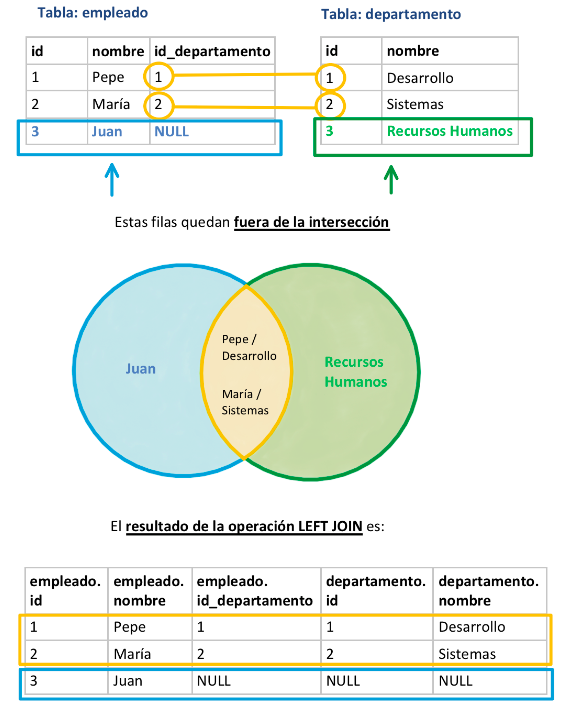 Tabla: empleado
Tabla: departamento
id nombre id_departamento
1 Pepe 1
2 María 2
3 Juan NULL
id nombre
1 Desarrollo
2 Sistemas
3 Recursos Humanos
Estas filas quedan fuera de la intersección
Juan
Pepe /
Desarrollo
María /
Sistemas
Recursos
Humanos
El resultado de la operación LEFT JOIN es:
empleado. empleado. empleado. departamento. departamento.
id nombre id_departamento id nombre
1 Pepe 1 1 Desarrollo
2 María 2 2 Sistemas
3 Juan NULL NULL NULL